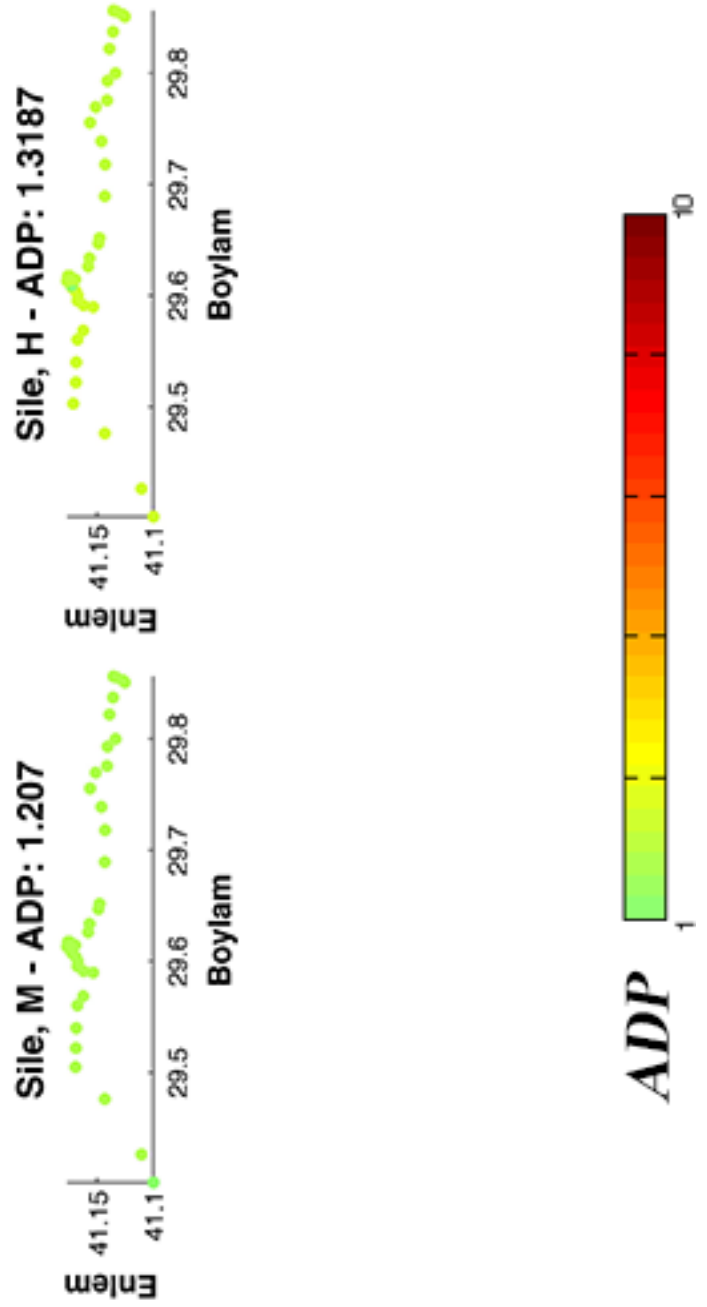 Sile, M - ADP: 1.207
Enlem
41.15
41.1
29.5
29.6
29.7
29.8
Boylam
Sile, H - ADP: 1.3187
Enlem
41.15
41.1
29.5
29.6
29.7
29.8
Boylam
ADP
1
10